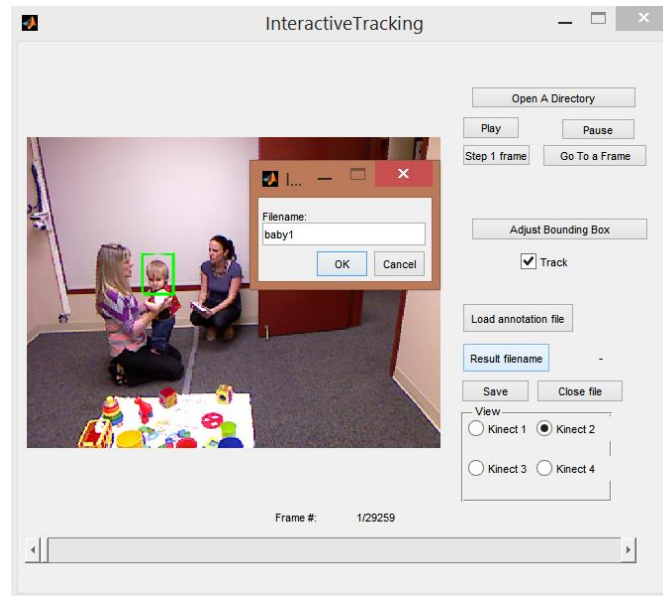 InteractiveTracking
Open A Directory
Play
Pause
Step 1 frame
Go To a Frame
I...
Filename:
baby1
OK
Cancel
Adjust Bounding Box
Track
Load annotation file
Result filename
-
Save
Close file
View
Kinect 1
Kinect 2
Kinect 3
Kinect 4
Frame #:
1/29259